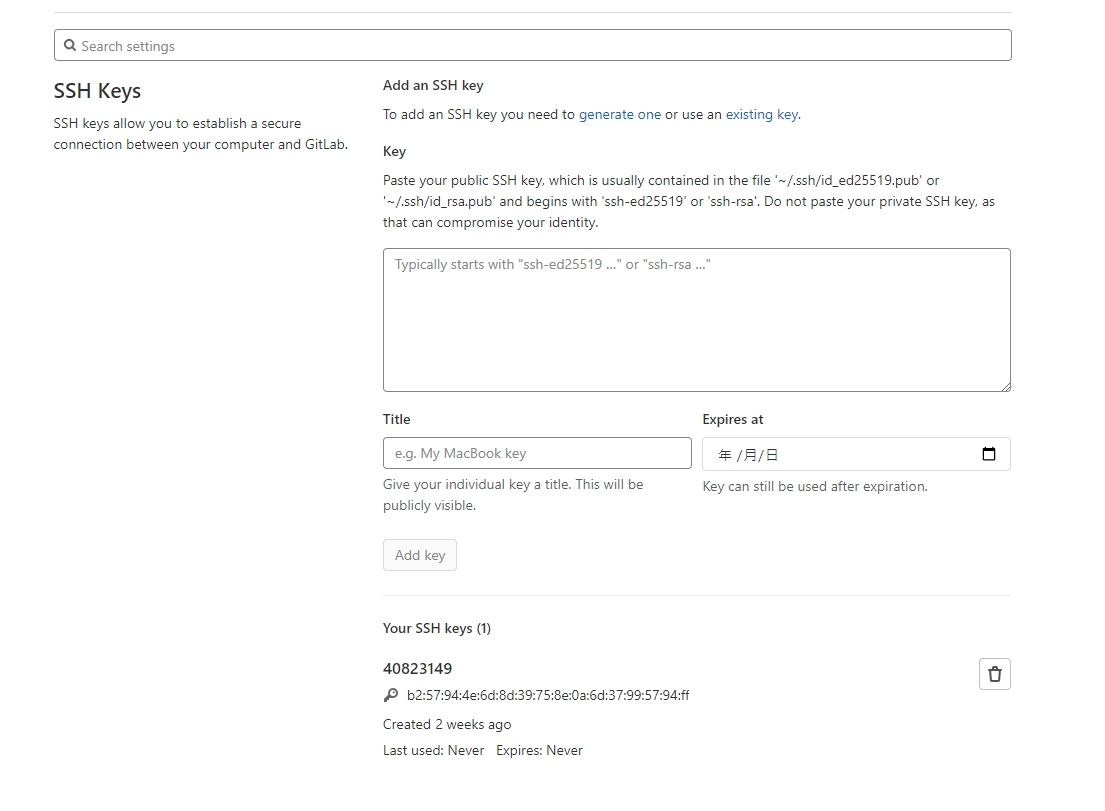 Search settings
SSH Keys
SSH keys allow you to establish a secure
connection between your computer and GitLab.
Add an SSH key
To add an SSH key you need to generate one or use an existing key.
Key
Paste your public SSH key, which is usually contained in the file '~/.ssh/id_ed25519.pub' or
'~/.ssh/id_rsa.pub' and begins with 'ssh-ed25519' or 'ssh-rsa'. Do not paste your private SSH key, as
that can compromise your identity.
Typically starts with "ssh-ed25519 ..." or "ssh-rsa ..."
Title
e.g. My MacBook key
Give your individual key a title. This will be
publicly visible.
Expires at
年 /月/日
Key can still be used after expiration.
Add key
Your SSH keys (1)
40823149
b2:57:94:4e:6d:8d:39:75:8e:0a:6d:37:99:57:94:ff
Created 2 weeks ago
Last used: Never Expires: Never